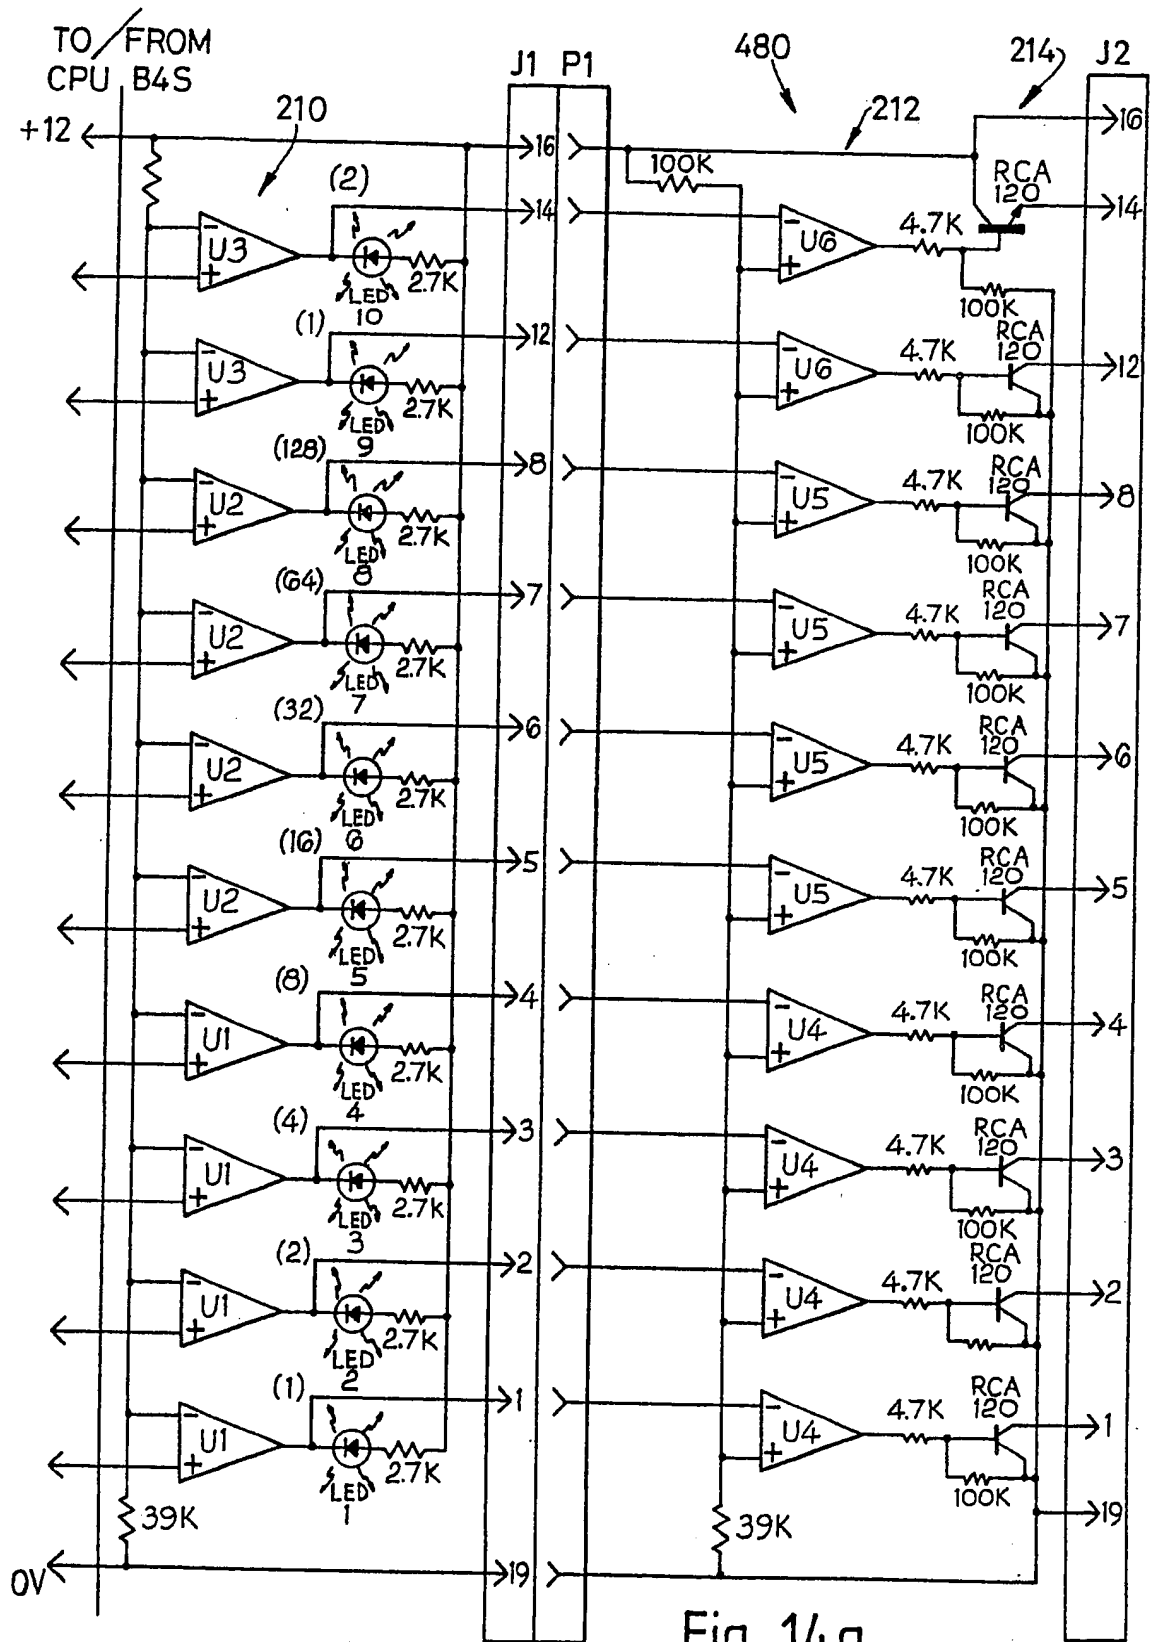 TO/FROM
CPU B4S
J1 P1
480
214
J2
+12
210
212
16
16
100K
RCA
120
(2)
14
14
U3
-
+
LED
10
2.7K
U6
-
+
4.7K
100K
(1)
12
RCA
120
12
U3
-
+
LED
9
2.7K
U6
-
+
4.7K
100K
(128)
8
RCA
120
8
U2
-
+
LED
8
2.7K
U5
-
+
4.7K
100K
(64)
7
RCA
120
7
U2
-
+
LED
7
2.7K
U5
-
+
4.7K
100K
(32)
6
RCA
120
6
U2
-
+
LED
6
2.7K
U5
-
+
4.7K
100K
(16)
5
RCA
120
5
U2
-
+
LED
5
2.7K
U5
-
+
4.7K
100K
(8)
4
RCA
120
4
U1
-
+
LED
4
2.7K
U4
-
+
4.7K
100K
(4)
3
RCA
120
3
U1
-
+
LED
3
2.7K
U4
-
+
4.7K
100K
(2)
2
RCA
120
2
U1
-
+
LED
2
2.7K
U4
-
+
4.7K
(1)
1
RCA
120
1
U1
-
+
LED
1
2.7K
U4
-
+
4.7K
100K
39K
39K
19
0V
19
Fig. 14a